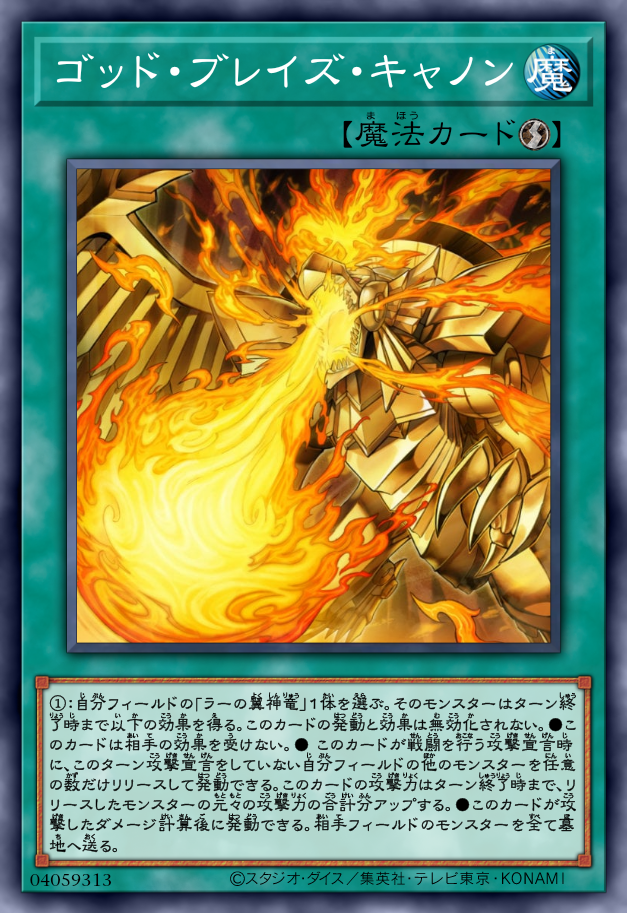 ゴッド・ブレイズ・キャノン 魔
【魔法カード】
①：自分フィールドの「ラーの翼神竜」１体を選ぶ。そのモンスターはターン終
了時まで以下の効果を得る。このカードの発動と効果は無効化されない。●こ
のカードは相手の効果を受けない。● このカードが戦闘を行う攻撃宣言時
に、このターン攻撃宣言をしていない自分フィールドの他のモンスターを任意
の数だけリリースして発動できる。このカードの攻撃力はターン終了時まで、リ
リースしたモンスターの元々の攻撃力の合計分アップする。●このカードが攻
撃したダメージ計算後に発動できる。相手フィールドのモンスターを全て墓
地へ送る。
04059313 ©スタジオ・ダイス／集英社・テレビ東京・KONAMI